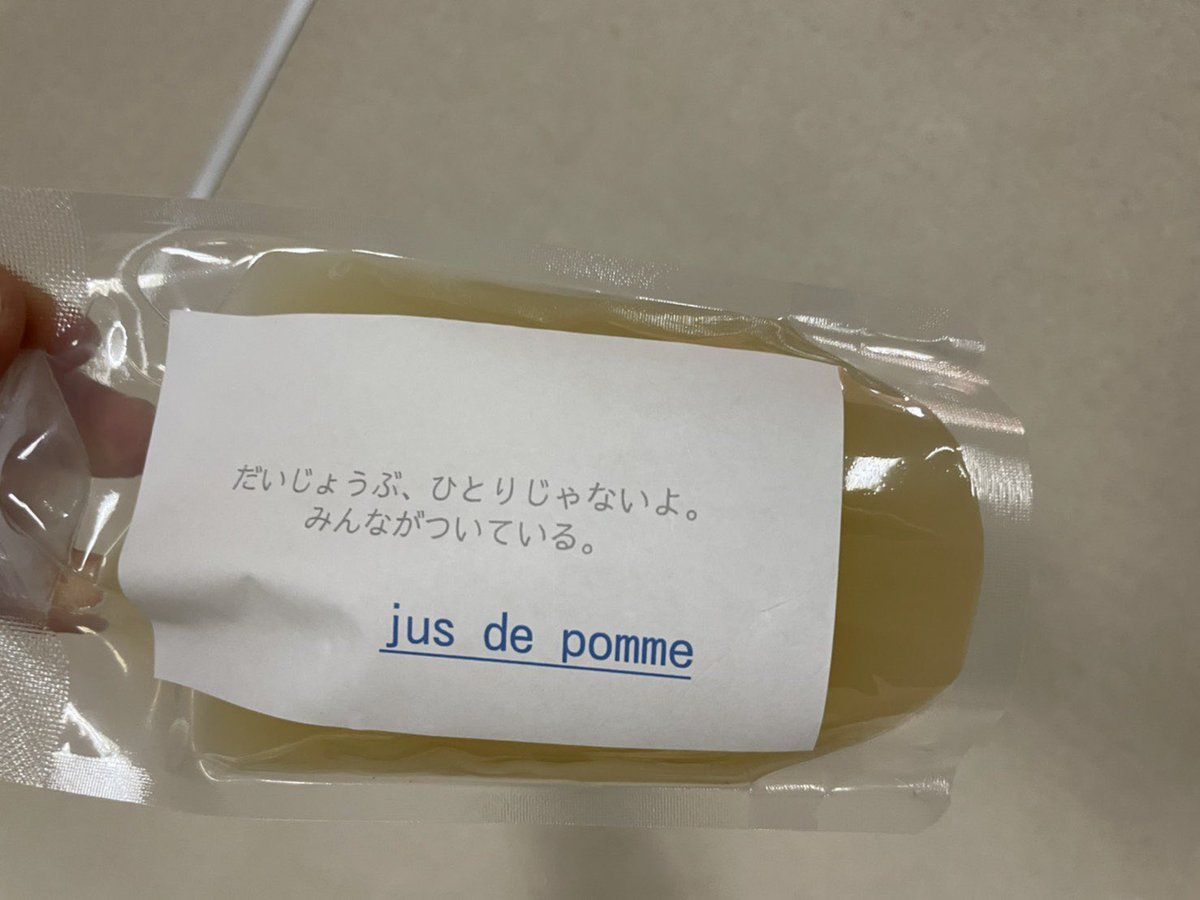 だいじょうぶ、ひとりじゃないよ。
みんながついている。
jus de pomme